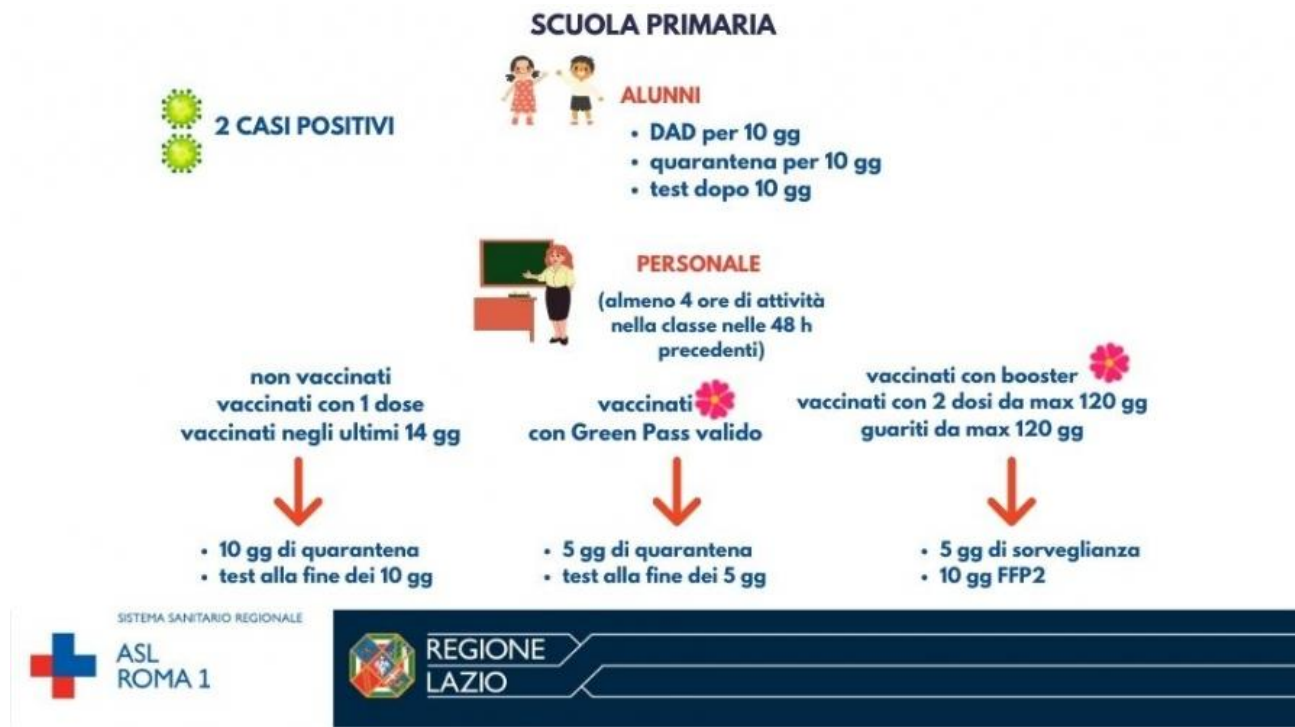 SCUOLA PRIMARIA
2 CASI POSITIVI
ALUNNI
• DAD per 10 gg
• quarantena per 10 gg
• test dopo 10 gg
PERSONALE
(almeno 4 ore di attività
nella classe nelle 48 h
precedenti)
non vaccinati
vaccinati con 1 dose
vaccinati negli ultimi 14 gg
• 10 gg di quarantena
• test alla fine dei 10 gg
vaccinati
con Green Pass valido
• 5 gg di quarantena
• test alla fine dei 5 gg
vaccinati con booster
vaccinati con 2 dosi da max 120 gg
guariti da max 120 gg
• 5 gg di sorveglianza
• 10 gg FFP2
SISTEMA SANITARIO REGIONALE
ASL
ROMA 1
REGIONE
LAZIO